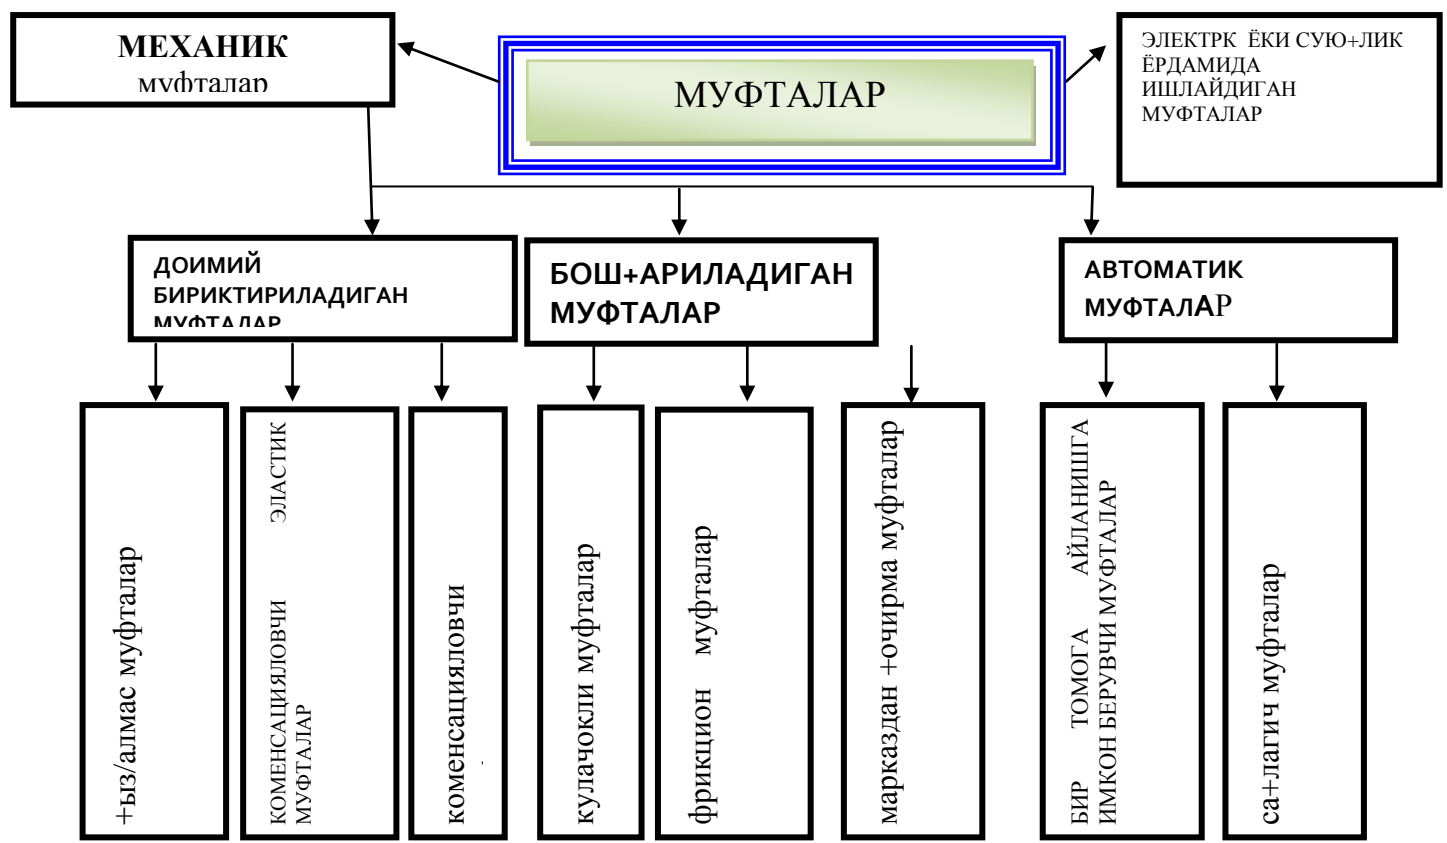 МЕХАНИК
муфталар
МУФТАЛАР
ЭЛЕКТРК ЁКИ СУЮ+ЛИК
ЁРДАМИДА
ИШЛАЙДИГАН
МУФТАЛАР
ДОИМИЙ
БИРИКТИРИЛАДИГАН
МУФТАЛАР
БОШ+АРИЛАДИГАН
МУФТАЛАР
АВТОМАТИК
МУФТАЛАР
+ыз/алмас муфталар
КОМЕНСАЦИЯЛОВЧИ ЭЛАСТИК
МУФТАЛАР
коменсацияловчи
кулачокли муфталар
фрикцион муфталар
марказдан +очирма муфталар
БИР ТОМОГА АЙЛАНИШГА
ИМКОН БЕРУВЧИ МУФТАЛАР
са+лагич муфталар